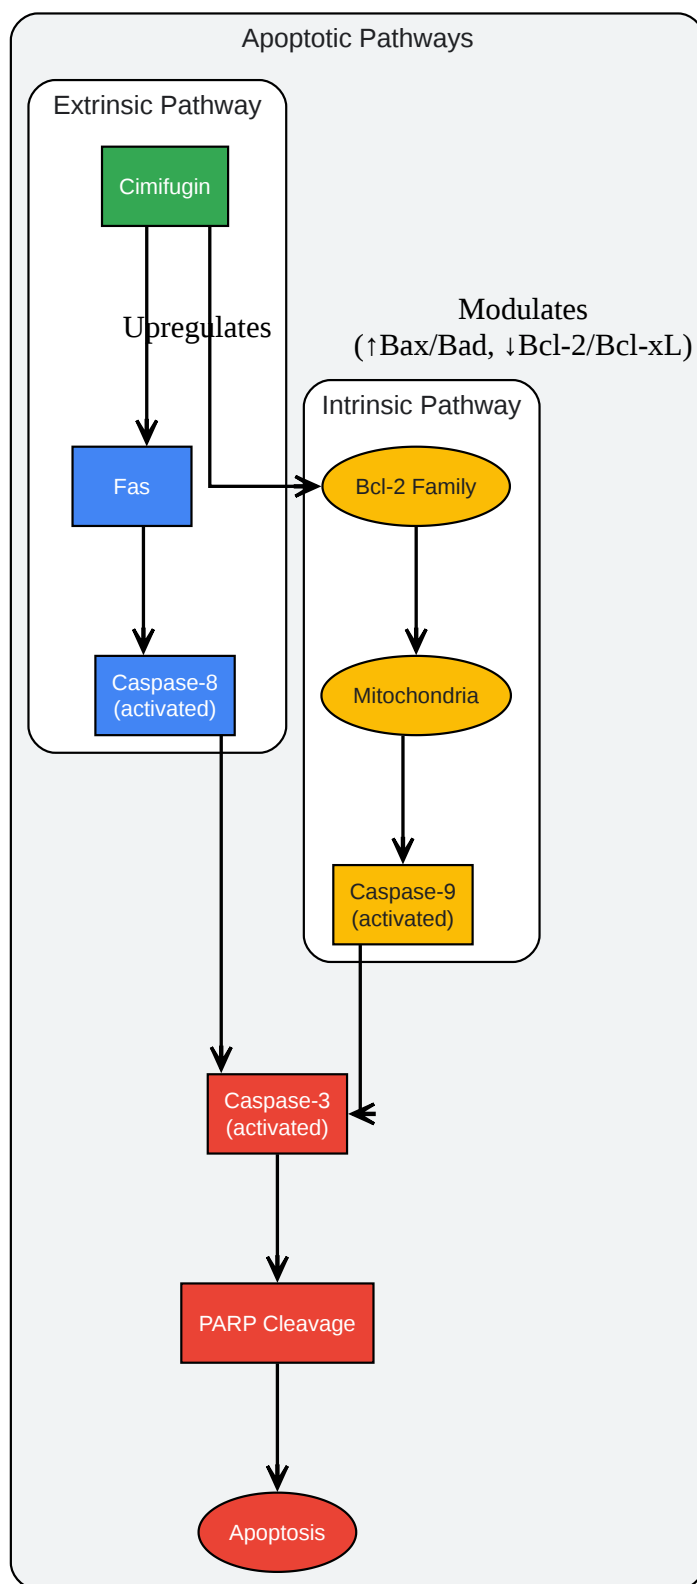 Apoptotic Pathways
Extrinsic Pathway
Cimifugin
Upregulates
Modulates
(↑Bax/Bad, ↓Bcl-2/Bcl-xL)
Intrinsic Pathway
Fas
Bcl-2 Family
Caspase-8
(activated)
Mitochondria
Caspase-9
(activated)
Caspase-3
(activated)
PARP Cleavage
Apoptosis